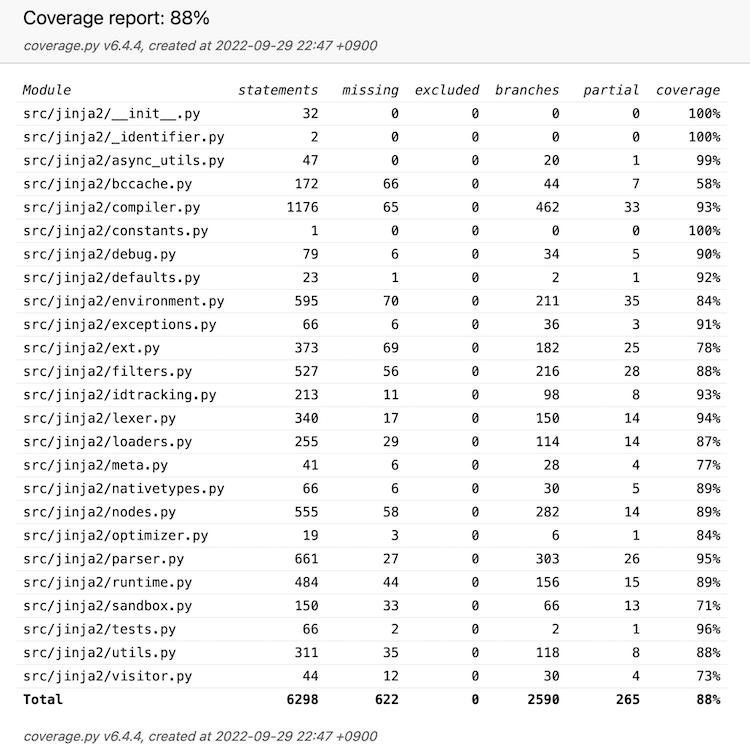 Coverage report: 88%
coverage.py v6.4.4, created at 2022-09-29 22:47 +0900
Module statements missing excluded branches partial coverage
src/jinja2/__init__.py 32 0 0 0 0 100%
src/jinja2/_identifier.py 2 0 0 0 0 100%
src/jinja2/async_utils.py 47 0 0 20 1 99%
src/jinja2/bccache.py 172 66 0 44 7 58%
src/jinja2/compiler.py 1176 65 0 462 33 93%
src/jinja2/constants.py 1 0 0 0 0 100%
src/jinja2/debug.py 79 6 0 34 5 90%
src/jinja2/defaults.py 23 1 0 2 1 92%
src/jinja2/environment.py 595 70 0 211 35 84%
src/jinja2/exceptions.py 66 6 0 36 3 91%
src/jinja2/ext.py 373 69 0 182 25 78%
src/jinja2/filters.py 527 56 0 216 28 88%
src/jinja2/idtracking.py 213 11 0 98 8 93%
src/jinja2/lexer.py 340 17 0 150 14 94%
src/jinja2/loaders.py 255 29 0 114 14 87%
src/jinja2/meta.py 41 6 0 28 4 77%
src/jinja2/nativetypes.py 66 6 0 30 5 89%
src/jinja2/nodes.py 555 58 0 282 14 89%
src/jinja2/optimizer.py 19 3 0 6 1 84%
src/jinja2/parser.py 661 27 0 303 26 95%
src/jinja2/runtime.py 484 44 0 156 15 89%
src/jinja2/sandbox.py 150 33 0 66 13 71%
src/jinja2/tests.py 66 2 0 2 1 96%
src/jinja2/utils.py 311 35 0 118 8 88%
src/jinja2/visitor.py 44 12 0 30 4 73%
Total 6298 622 0 2590 265 88%
coverage.py v6.4.4, created at 2022-09-29 22:47 +0900